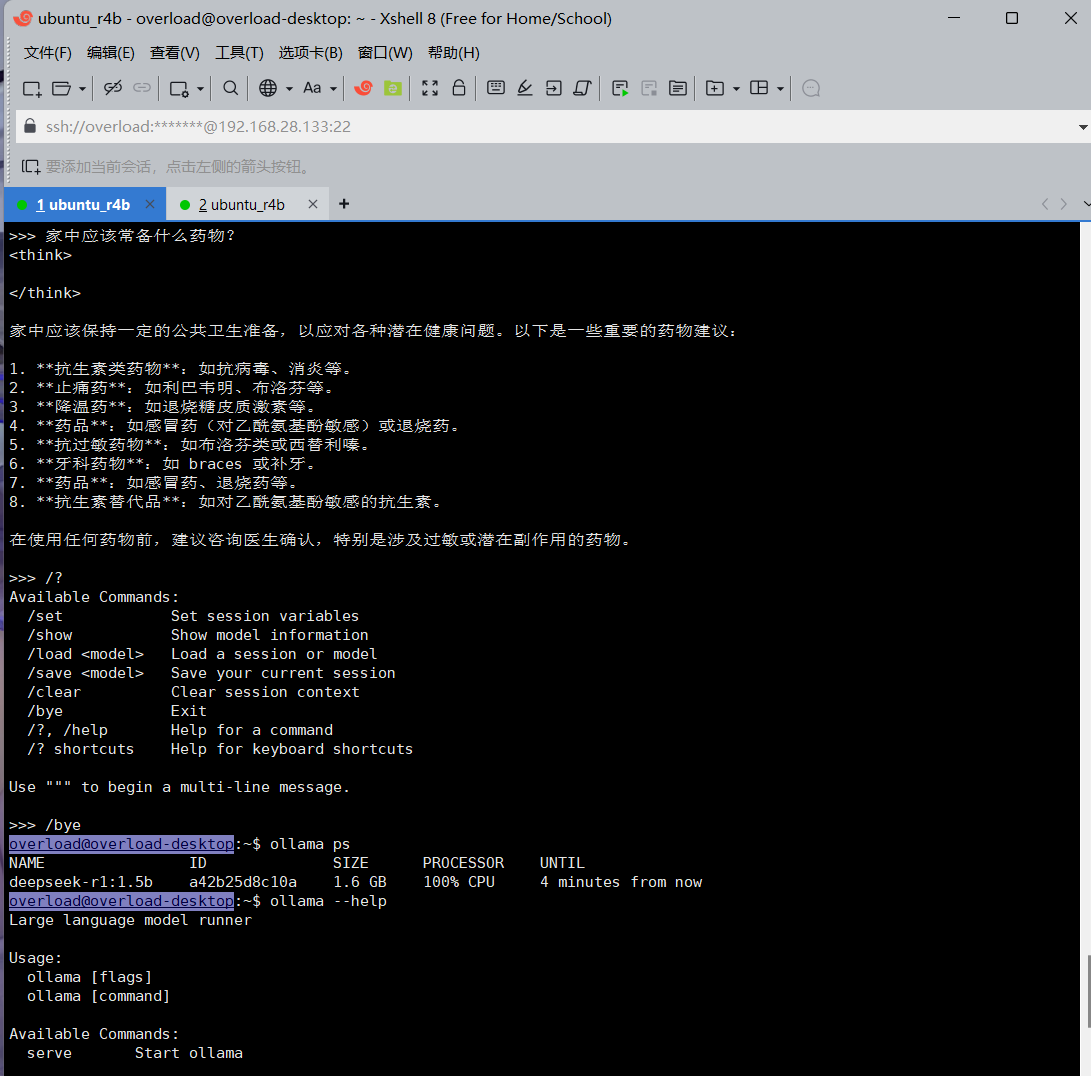 ubuntu_r4b - overload@overload-desktop: ~ - Xshell 8 (Free for Home/School)
文件(F) 编辑(E) 查看(V) 工具(T) 选项卡(B) 窗口(W) 帮助(H)
Aa
ssh://overload:*******@192.168.28.133:22
要添加当前会话，点击左侧的箭头按钮。
1 ubuntu_r4b × 2 ubuntu_r4b × +
>>> 家中应该常备什么药物？
<think>
</think>
家中应该保持一定的公共卫生准备，以应对各种潜在健康问题。以下是一些重要的药物建议：
1. **抗生素类药物**：如抗病毒、消炎等。
2. **止痛药**：如利巴韦明、布洛芬等。
3. **降温药**：如退烧糖皮质激素等。
4. **药品**：如感冒药（对乙酰氨基酚敏感）或退烧药。
5. **抗过敏药物**：如布洛芬类或西替利嗪。
6. **牙科药物**：如 braces 或补牙。
7. **药品**：如感冒药、退烧药等。
8. **抗生素替代品**：如对乙酰氨基酚敏感的抗生素。
在使用任何药物前，建议咨询医生确认，特别是涉及过敏或潜在副作用的药物。
>>> /?
Available Commands:
  /set            Set session variables
  /show           Show model information
  /load <model>   Load a session or model
  /save <model>   Save your current session
  /clear          Clear session context
  /bye            Exit
  /?, /help       Help for a command
  /? shortcuts    Help for keyboard shortcuts
Use """ to begin a multi-line message.
>>> /bye
overload@overload-desktop:~$ ollama ps
NAME                ID              SIZE      PROCESSOR    UNTIL
deepseek-r1:1.5b    a42b25d8c10a    1.6 GB    100% CPU     4 minutes from now
overload@overload-desktop:~$ ollama --help
Large language model runner
Usage:
  ollama [flags]
  ollama [command]
Available Commands:
  serve       Start ollama